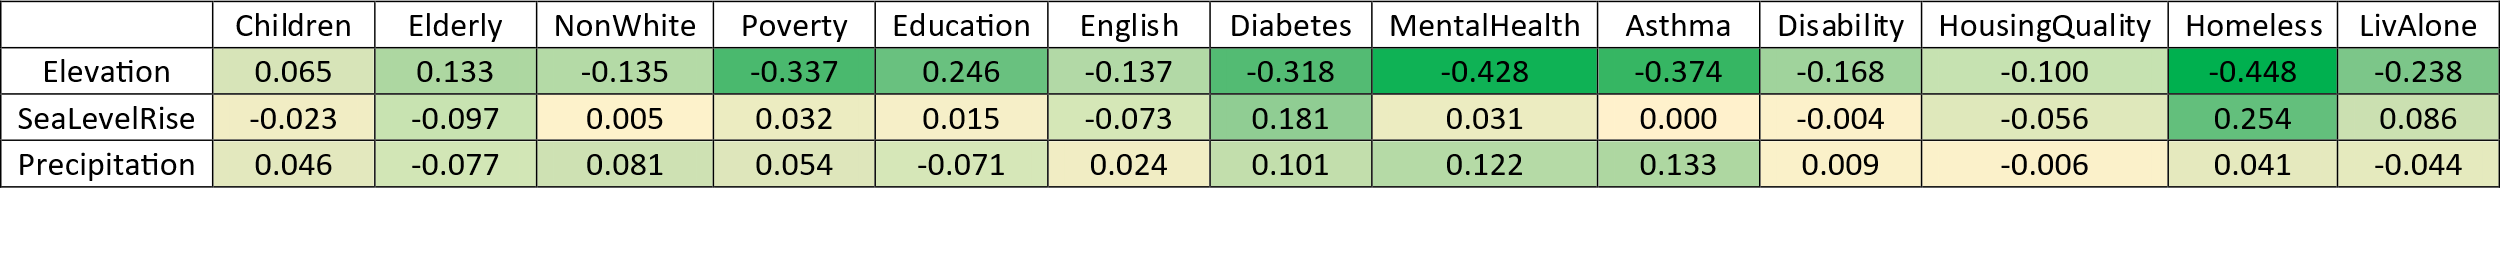 Children Elderly NonWhite Poverty Education English Diabetes MentalHealth Asthma Disability HousingQuality Homeless LivAlone
Elevation 0.065 0.133 -0.135 -0.337 0.246 -0.137 -0.318 -0.428 -0.374 -0.168 -0.100 -0.448 -0.238
SeaLevelRise -0.023 -0.097 0.005 0.032 0.015 -0.073 0.181 0.031 0.000 -0.004 -0.056 0.254 0.086
Precipitation 0.046 -0.077 0.081 0.054 -0.071 0.024 0.101 0.122 0.133 0.009 -0.006 0.041 -0.044